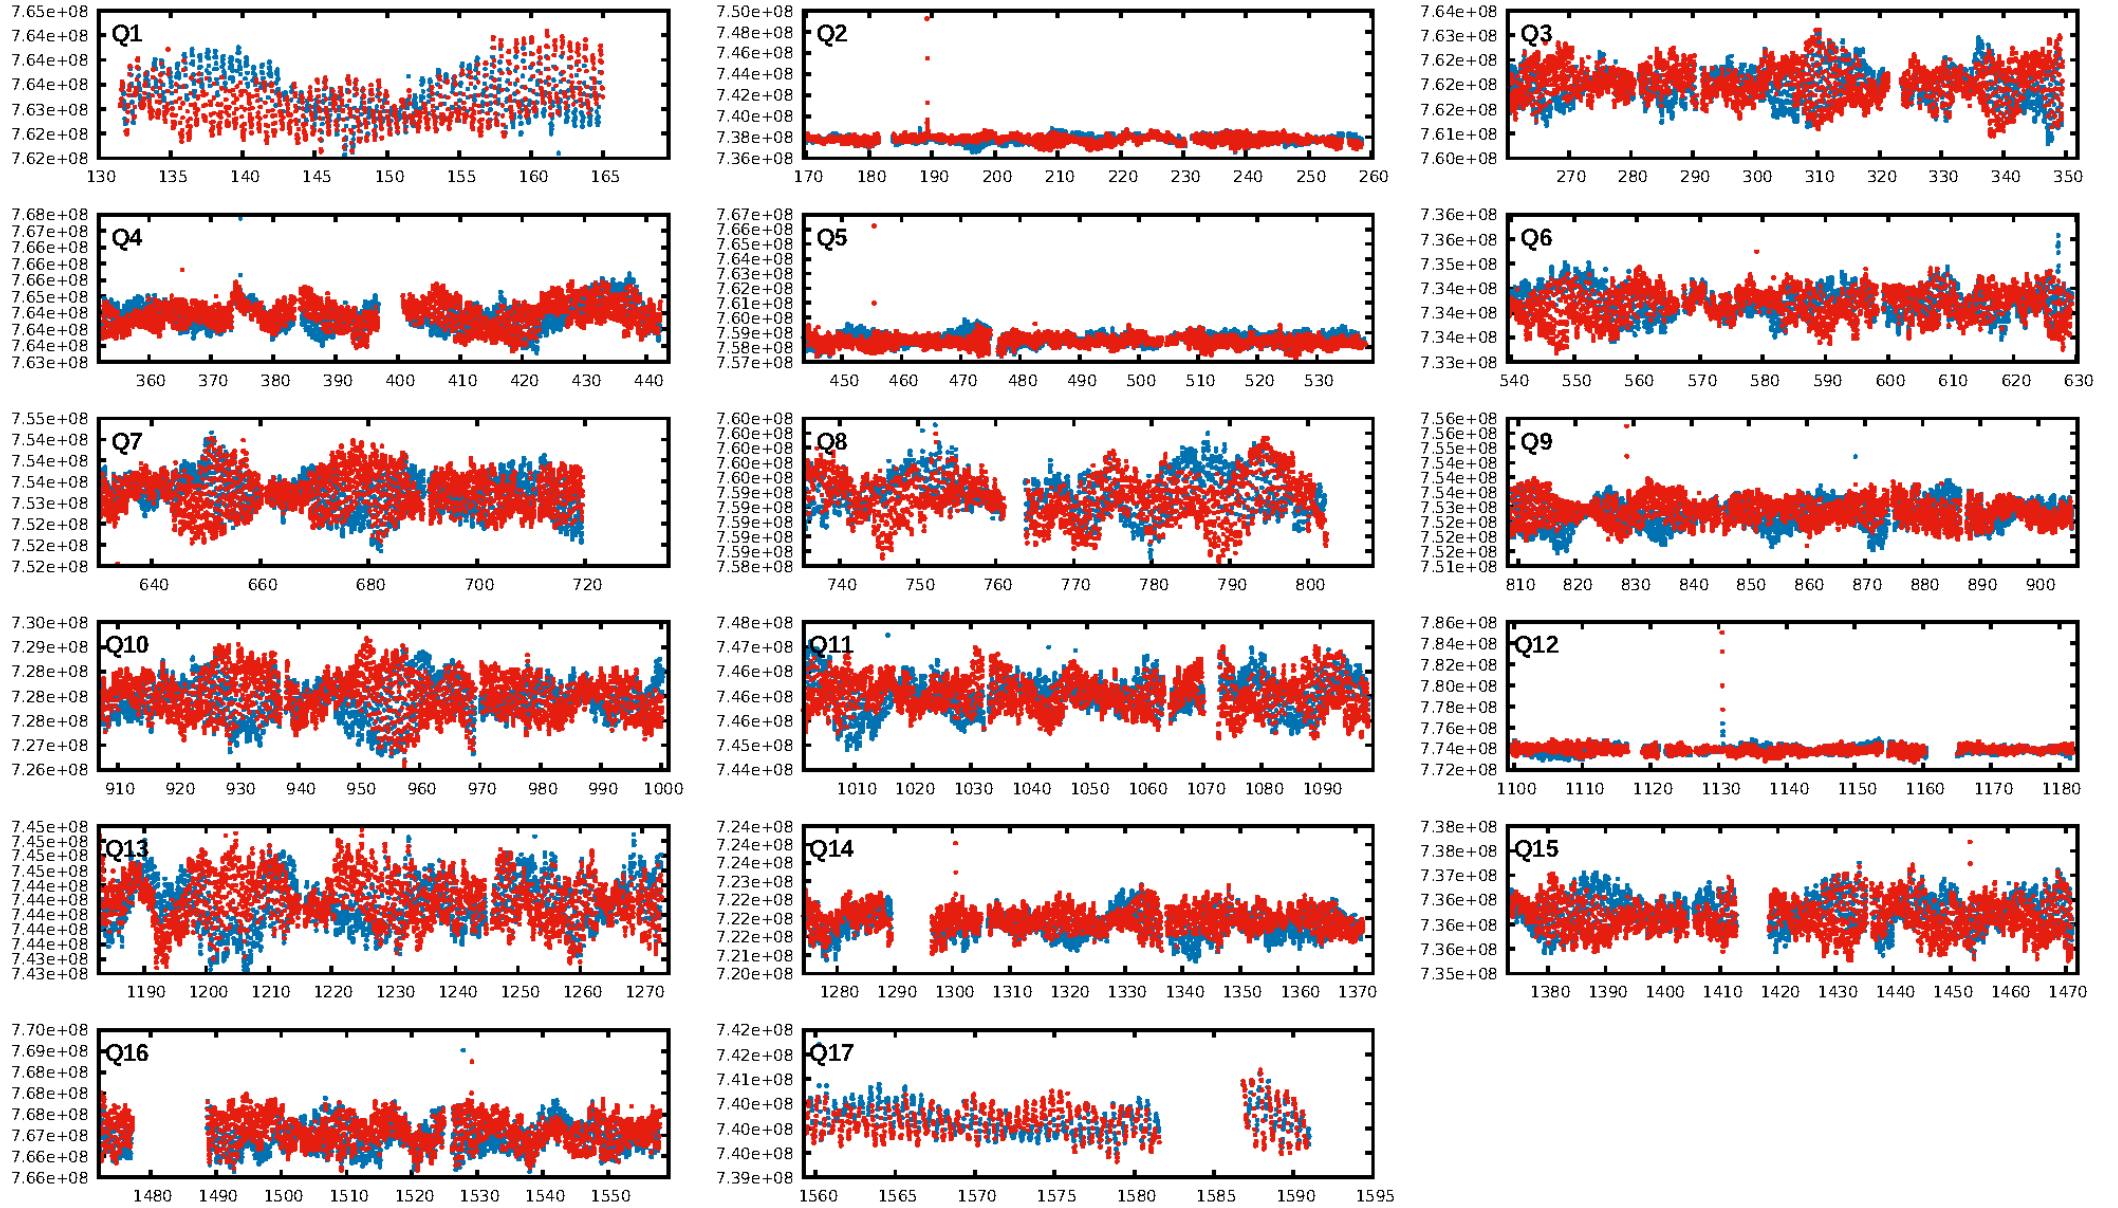 7.65e+08 7.64e+08 7.64e+08 7.64e+08 7.63e+08 7.62e+08 7.62e+08
Q1
130 135 140 145 150 155 160 165
7.50e+08 7.48e+08 7.46e+08 7.44e+08 7.42e+08 7.40e+08 7.38e+08 7.36e+08
Q2
170 180 190 200 210 220 230 240 250 260
7.64e+08 7.63e+08 7.62e+08 7.62e+08 7.62e+08 7.61e+08 7.60e+08
Q3
270 280 290 300 310 320 330 340 350
7.68e+08 7.67e+08 7.66e+08 7.66e+08 7.66e+08 7.65e+08 7.64e+08 7.64e+08 7.64e+08 7.63e+08
Q4
360 370 380 390 400 410 420 430 440
7.67e+08 7.66e+08 7.65e+08 7.64e+08 7.63e+08 7.62e+08 7.61e+08 7.60e+08 7.59e+08 7.58e+08 7.57e+08
Q5
450 460 470 480 490 500 510 520 530
7.36e+08 7.36e+08 7.35e+08 7.34e+08 7.34e+08 7.34e+08 7.33e+08
Q6
540 550 560 570 580 590 600 610 620 630
7.55e+08 7.54e+08 7.54e+08 7.54e+08 7.53e+08 7.52e+08 7.52e+08 7.52e+08
Q7
640 660 680 700 720
7.60e+08 7.60e+08 7.60e+08 7.60e+08 7.60e+08 7.59e+08 7.59e+08 7.59e+08 7.59e+08 7.59e+08 7.58e+08
Q8
740 750 760 770 780 790 800
7.56e+08 7.56e+08 7.55e+08 7.54e+08 7.54e+08 7.54e+08 7.53e+08 7.52e+08 7.52e+08 7.52e+08 7.51e+08
Q9
810 820 830 840 850 860 870 880 890 900
7.30e+08 7.29e+08 7.28e+08 7.28e+08 7.28e+08 7.27e+08 7.26e+08
Q10
910 920 930 940 950 960 970 980 990 1000
7.48e+08 7.47e+08 7.46e+08 7.46e+08 7.46e+08 7.45e+08 7.44e+08
Q11
1010 1020 1030 1040 1050 1060 1070 1080 1090
7.86e+08 7.84e+08 7.82e+08 7.80e+08 7.78e+08 7.76e+08 7.74e+08 7.72e+08
Q12
1100 1110 1120 1130 1140 1150 1160 1170 1180
7.45e+08 7.45e+08 7.45e+08 7.45e+08 7.44e+08 7.44e+08 7.44e+08 7.44e+08 7.44e+08 7.43e+08 7.43e+08
Q13
1190 1200 1210 1220 1230 1240 1250 1260 1270
7.24e+08 7.24e+08 7.24e+08 7.23e+08 7.22e+08 7.22e+08 7.22e+08 7.21e+08 7.20e+08
Q14
1280 1290 1300 1310 1320 1330 1340 1350 1360 1370
7.38e+08 7.38e+08 7.37e+08 7.36e+08 7.36e+08 7.36e+08 7.35e+08
Q15
1380 1390 1400 1410 1420 1430 1440 1450 1460 1470
7.70e+08 7.69e+08 7.68e+08 7.68e+08 7.68e+08 7.67e+08 7.66e+08 7.66e+08
Q16
1480 1490 1500 1510 1520 1530 1540 1550
7.42e+08 7.42e+08 7.41e+08 7.40e+08 7.40e+08 7.40e+08 7.39e+08
Q17
1560 1565 1570 1575 1580 1585 1590 1595